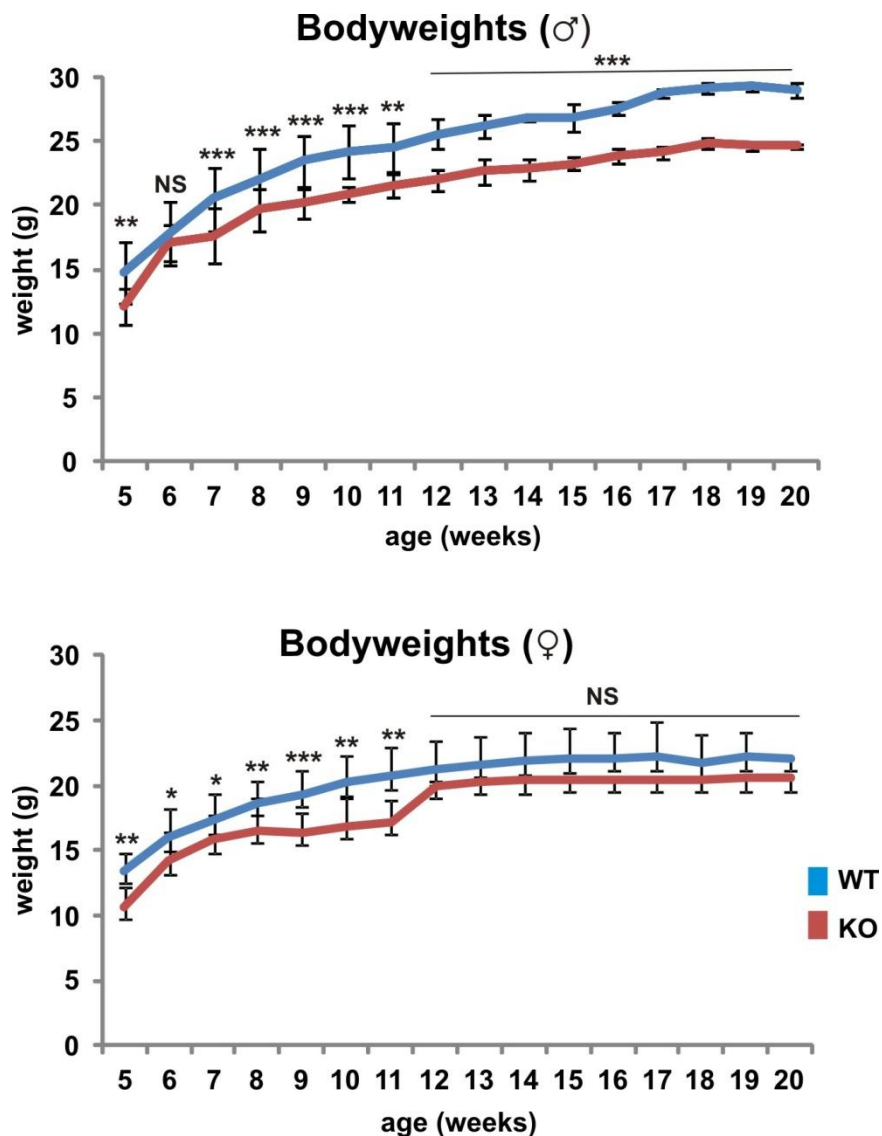 Bodyweights (♂)
***
** NS *** *** *** *** **
30
25
20
15
10
5
0
weight (g)
5 6 7 8 9 10 11 12 13 14 15 16 17 18 19 20
age (weeks)
Bodyweights (♀)
NS
** * * ** *** ** **
30
25
20
15
10
5
0
weight (g)
WT
KO
5 6 7 8 9 10 11 12 13 14 15 16 17 18 19 20
age (weeks)